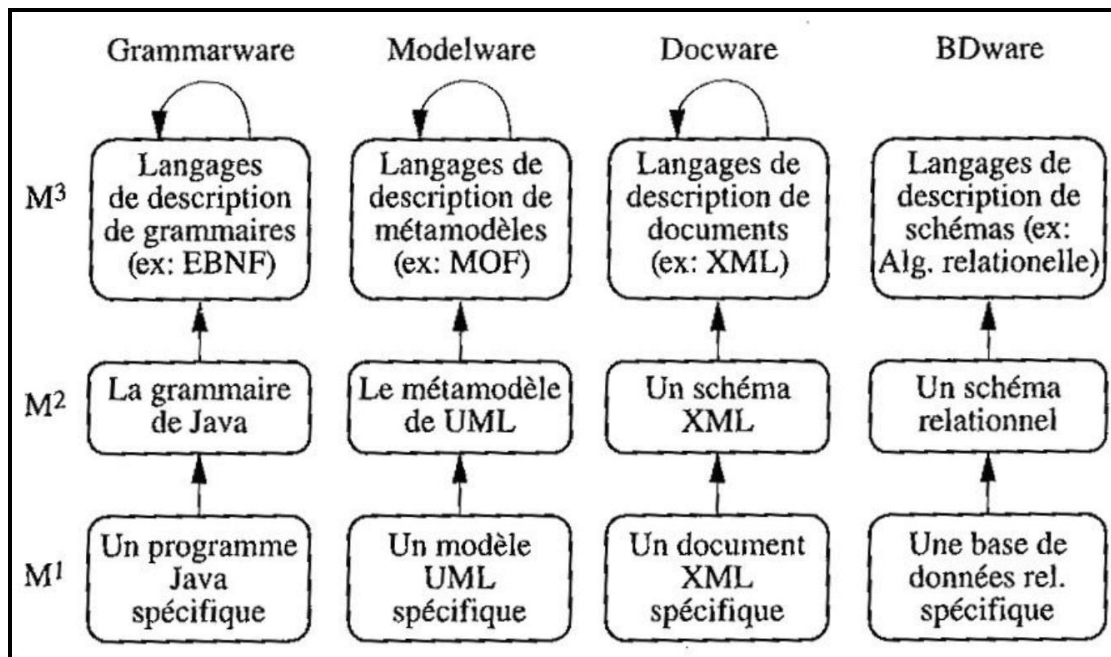 Grammarware Modelware Docware BDware
M3
Langages
de description
de grammaires
(ex: EBNF)
Langages de
description de
métamodèles
(ex: MOF)
Langages de
description de
documents
(ex: XML)
Langages de
description de
schémas (ex:
Alg. relationelle)
M2
La grammaire
de Java
Le métamodèle
de UML
Un schéma
XML
Un schéma
relationnel
M1
Un programme
Java
spécifique
Un modèle
UML
spécifique
Un document
XML
spécifique
Une base de
données rel.
spécifique